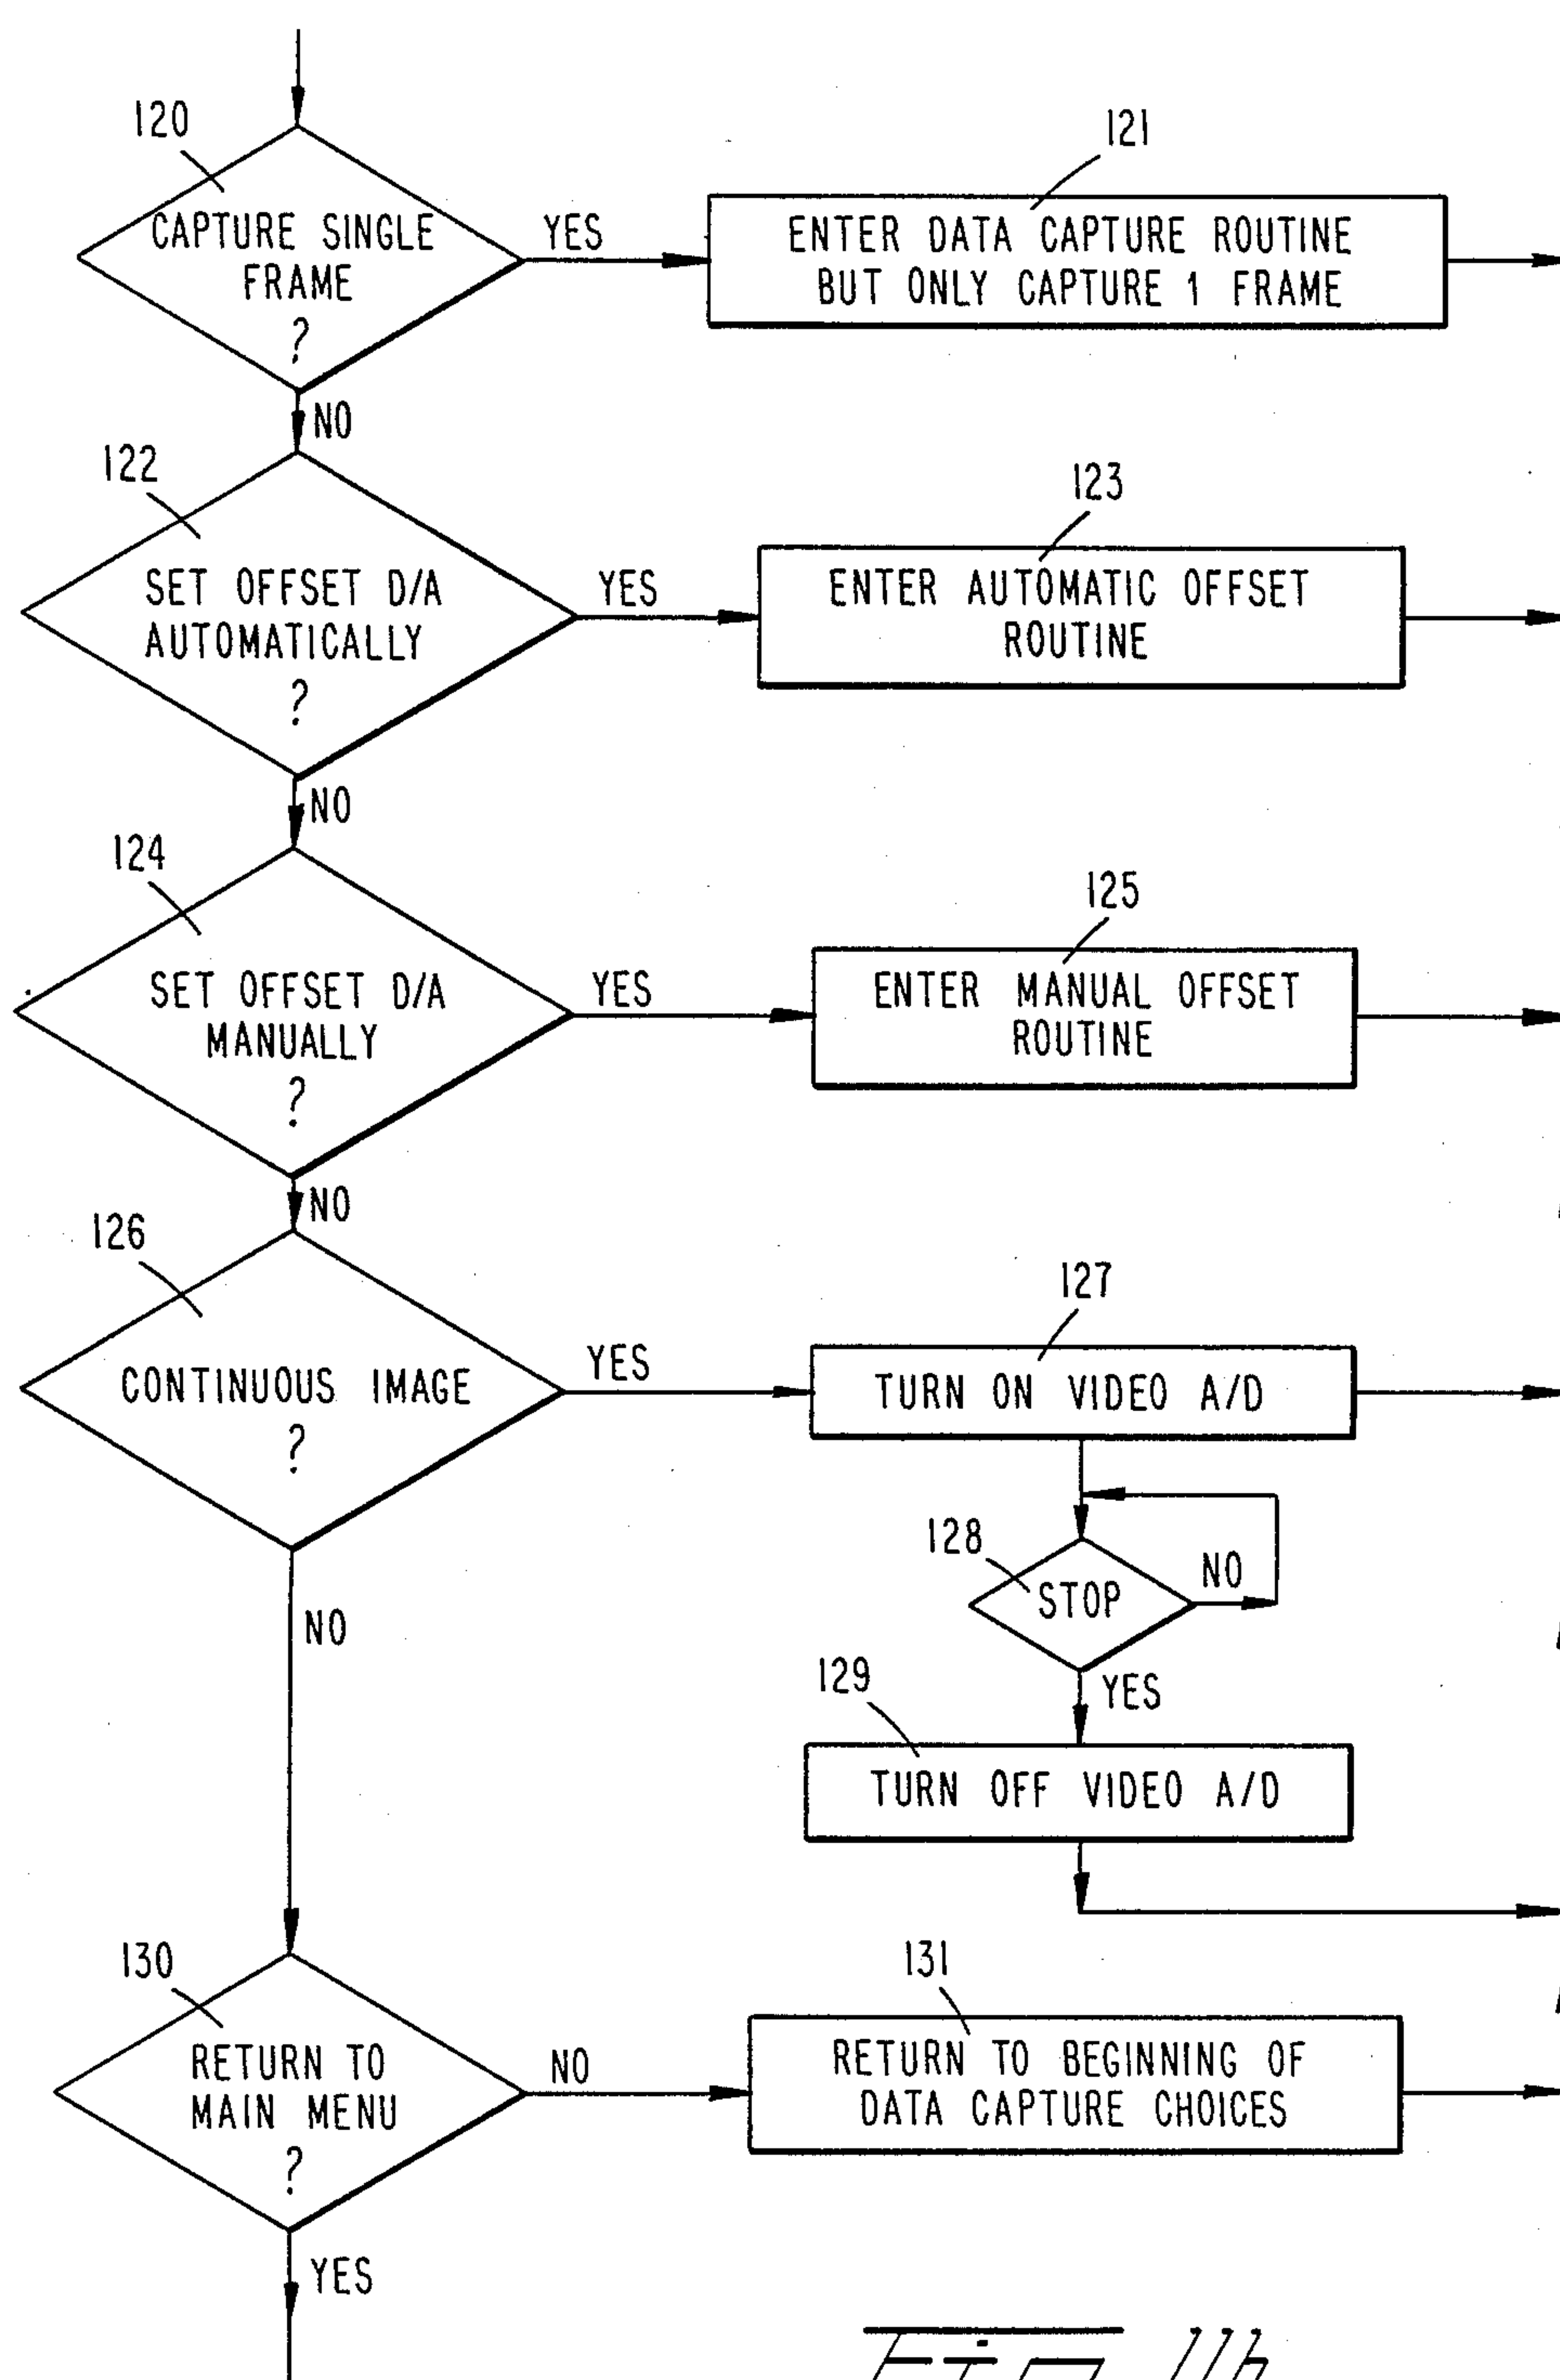 120
CAPTURE SINGLE
FRAME
?
YES
121
ENTER DATA CAPTURE ROUTINE
BUT ONLY CAPTURE 1 FRAME
NO
122
SET OFFSET D/A
AUTOMATICALLY
?
YES
123
ENTER AUTOMATIC OFFSET
ROUTINE
NO
124
SET OFFSET D/A
MANUALLY
?
YES
125
ENTER MANUAL OFFSET
ROUTINE
NO
126
CONTINUOUS IMAGE
?
YES
127
TURN ON VIDEO A/D
128
STOP
NO
YES
129
TURN OFF VIDEO A/D
NO
130
RETURN TO
MAIN MENU
?
NO
131
RETURN TO BEGINNING OF
DATA CAPTURE CHOICES
YES